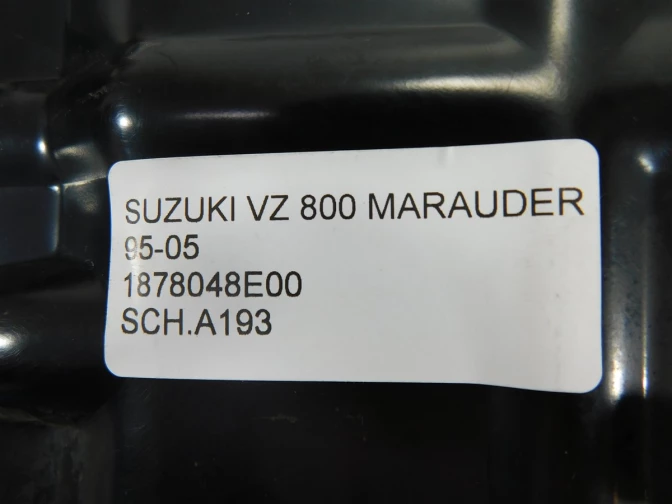 SUZUKI VZ 800 MARAUDER
95-05
1878048E00
SCH.A193